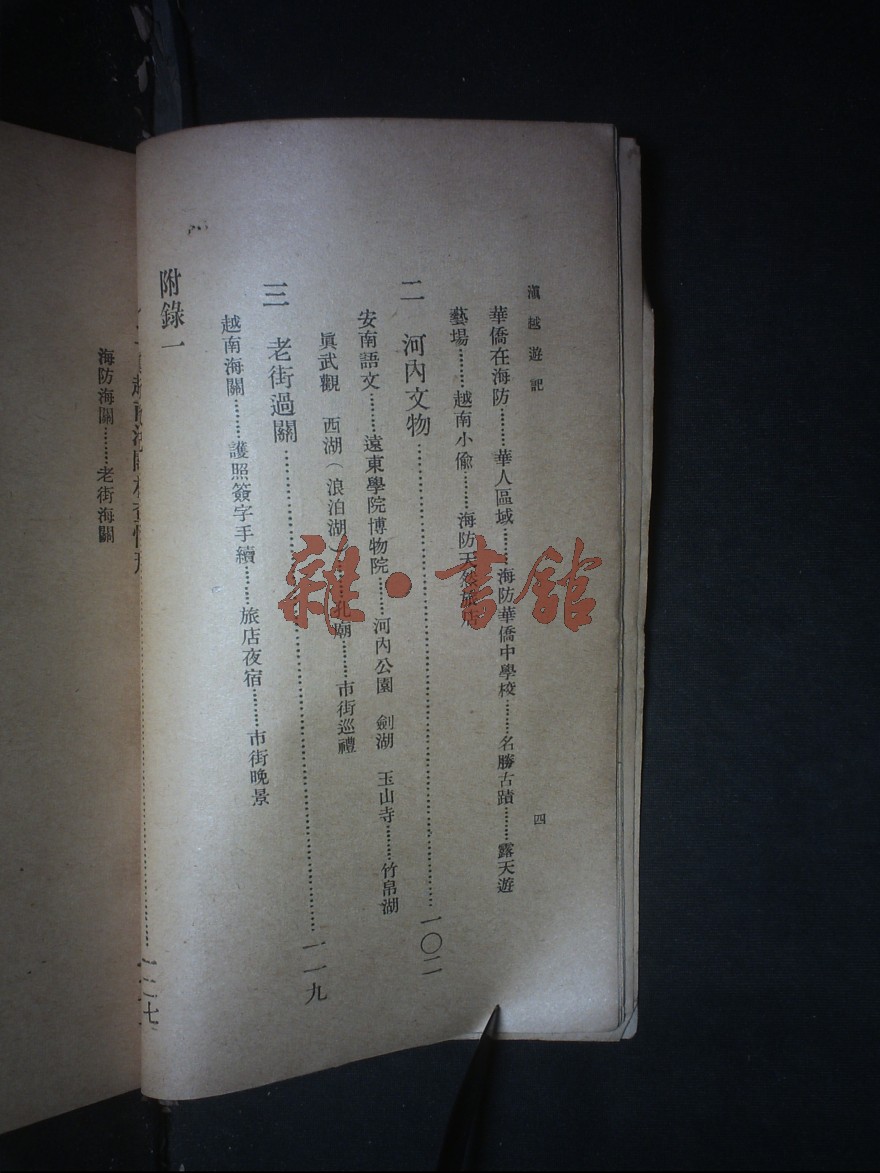 滇越遊記
四
華僑在海防………華人區域………海防華僑中學校………名勝古蹟………露天遊
藝場………越南小偷………海防天然旅店
二 河內文物………一〇二
安南語文………遠東學院博物院………河內公園 劍湖 玉山寺………竹帛湖
眞武觀 西湖(浪泊湖)………孔廟………市街巡禮
三 老街過關………一一九
越南海關………護照簽字手續………旅店夜宿………市街晚景
附錄一
一二七
海防海關………老街海關
雜·書館